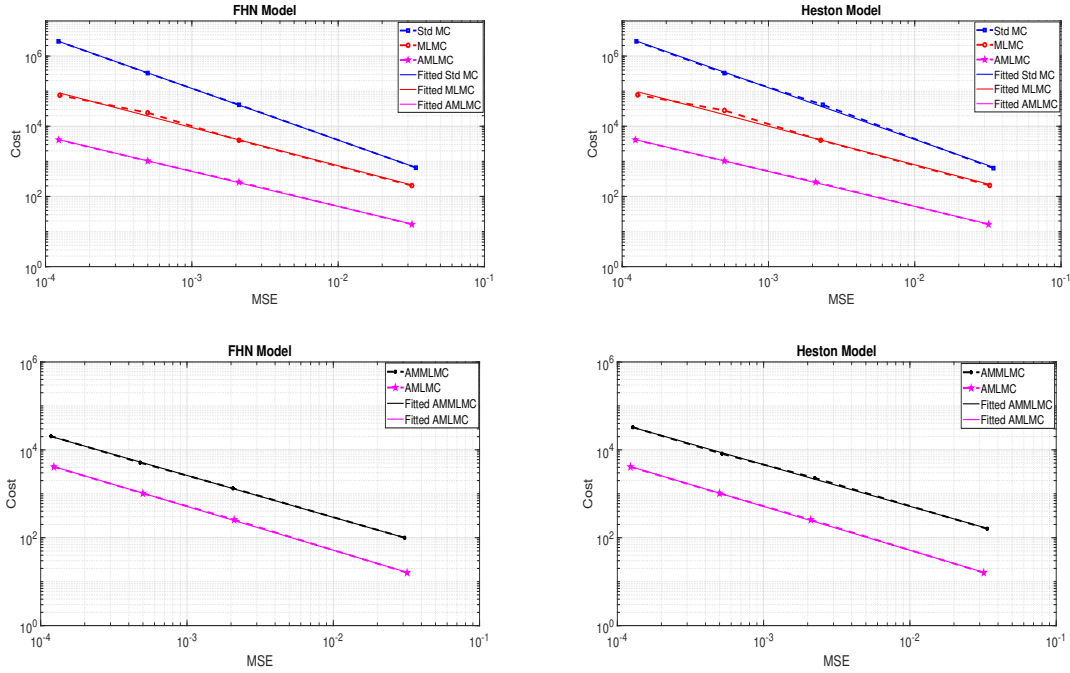 FHN Model
Std MC
MLMC
AMLMC
Fitted Std MC
Fitted MLMC
Fitted AMLMC
Cost
10^6
10^4
10^2
10^0
10^-4
10^-3
10^-2
10^-1
MSE
Heston Model
Std MC
MLMC
AMLMC
Fitted Std MC
Fitted MLMC
Fitted AMLMC
Cost
10^6
10^4
10^2
10^0
10^-4
10^-3
10^-2
10^-1
MSE
FHN Model
AMMLMC
AMLMC
Fitted AMMLMC
Fitted AMLMC
Cost
10^6
10^4
10^2
10^0
10^-4
10^-3
10^-2
10^-1
MSE
Heston Model
AMMLMC
AMLMC
Fitted AMMLMC
Fitted AMLMC
Cost
10^6
10^4
10^2
10^0
10^-4
10^-3
10^-2
10^-1
MSE